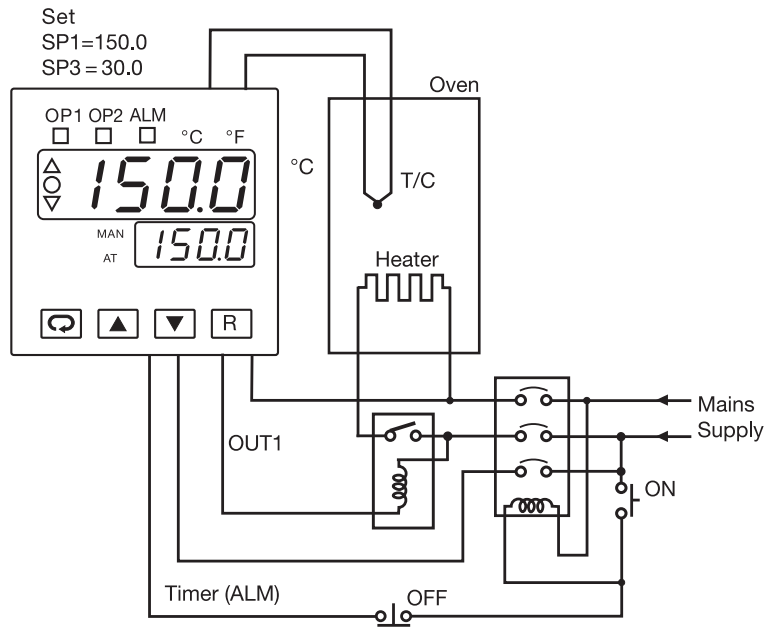 Set
SP1=150.0
SP3 = 30.0
Oven
OP1 OP2 ALM
°C °F
150.0
°C
T/C
MAN
AT
150.0
Heater
R
Mains
Supply
OUT1
ON
Timer (ALM)
OFF